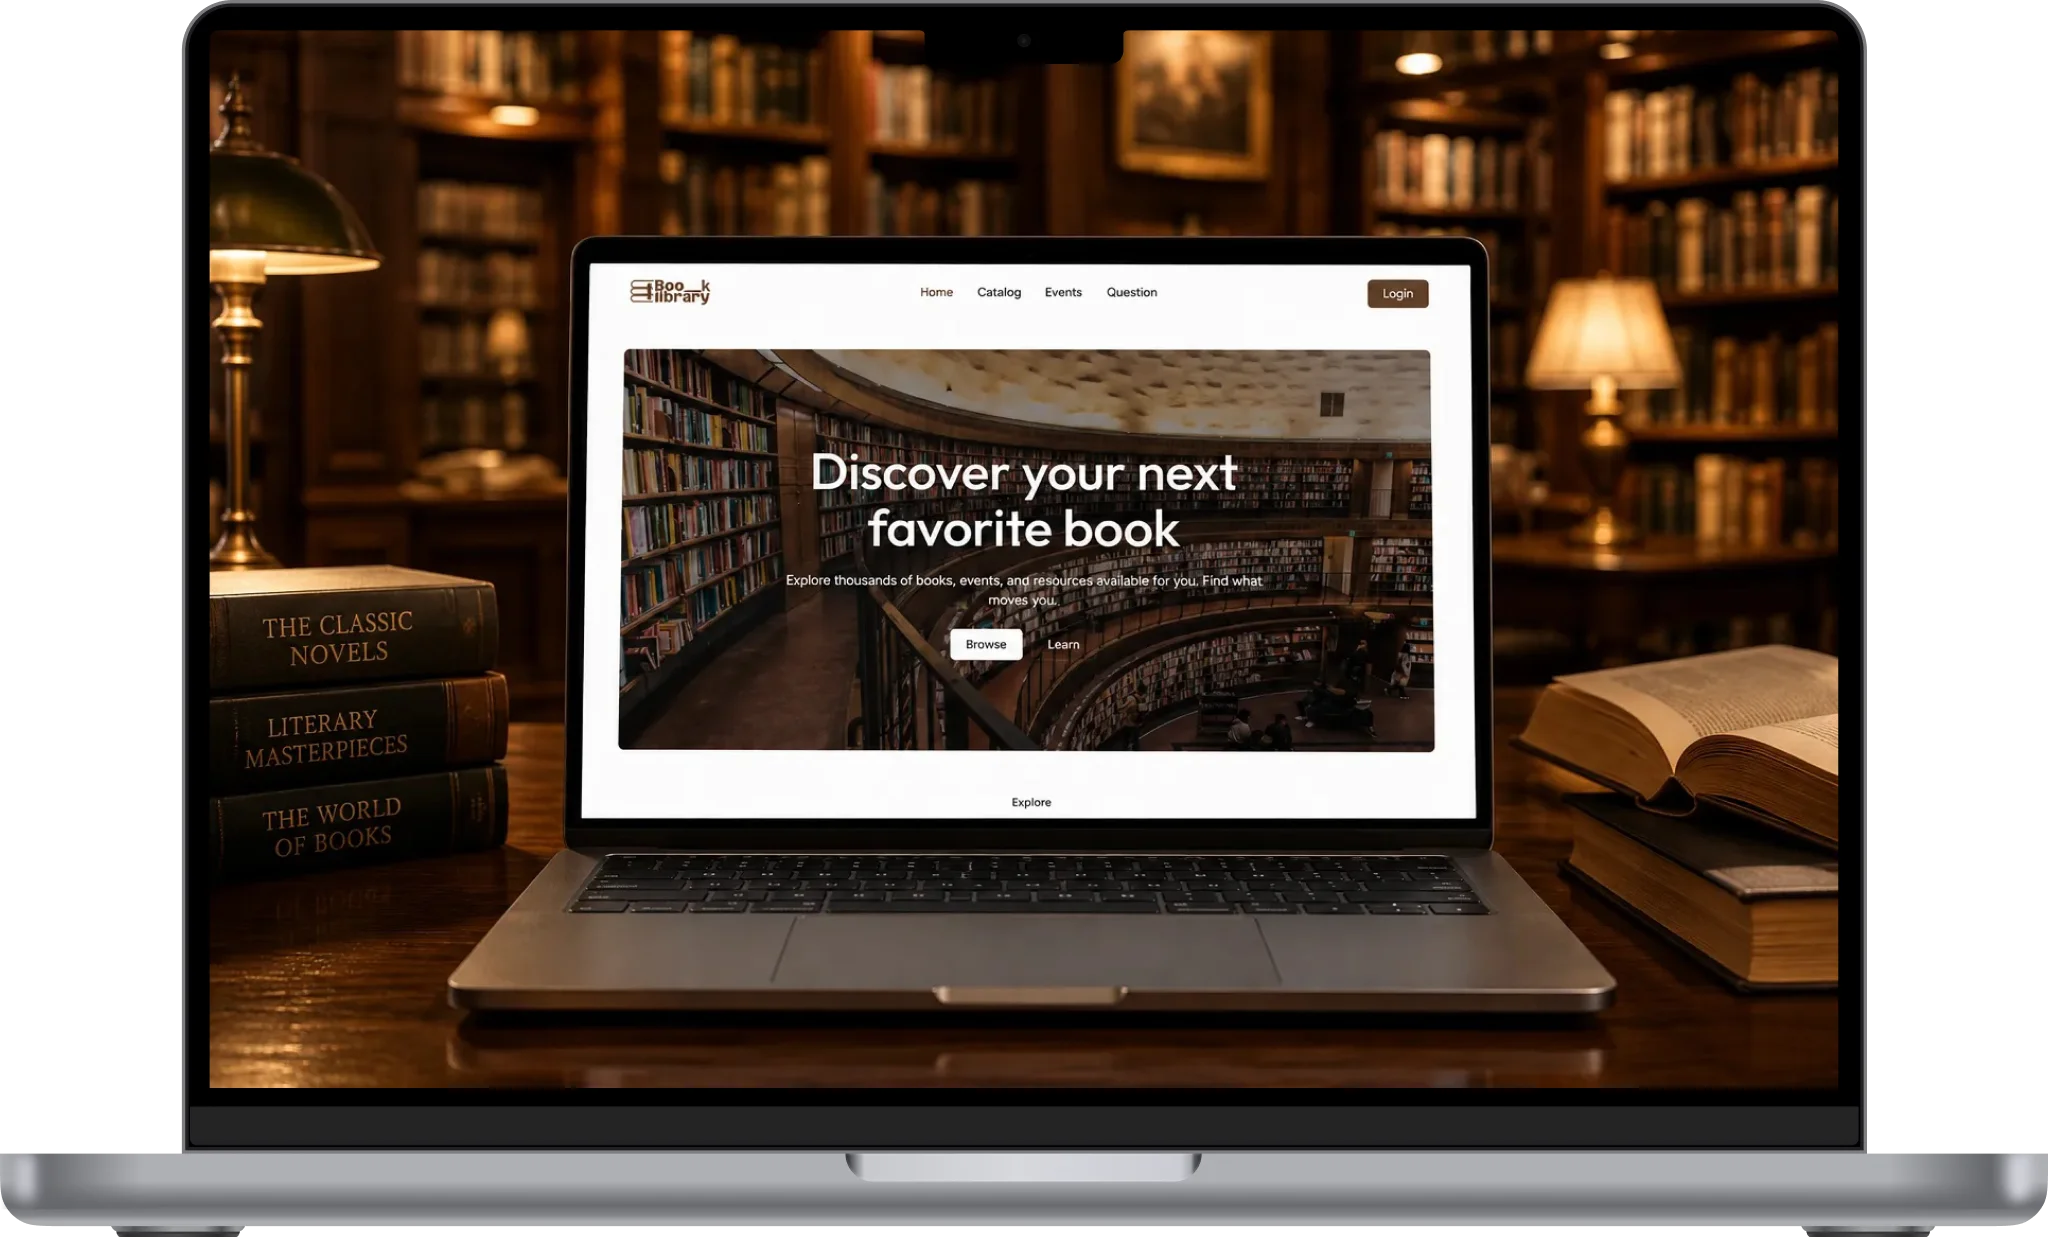 Boo_k
library
Home Catalog Events Question
Login
Discover your next
favorite book
Explore thousands of books, events, and resources available for you. Find what
moves you.
Browse Learn
Explore
THE CLASSIC
NOVELS
LITERARY
MASTERPIECES
THE WORLD
OF BOOKS